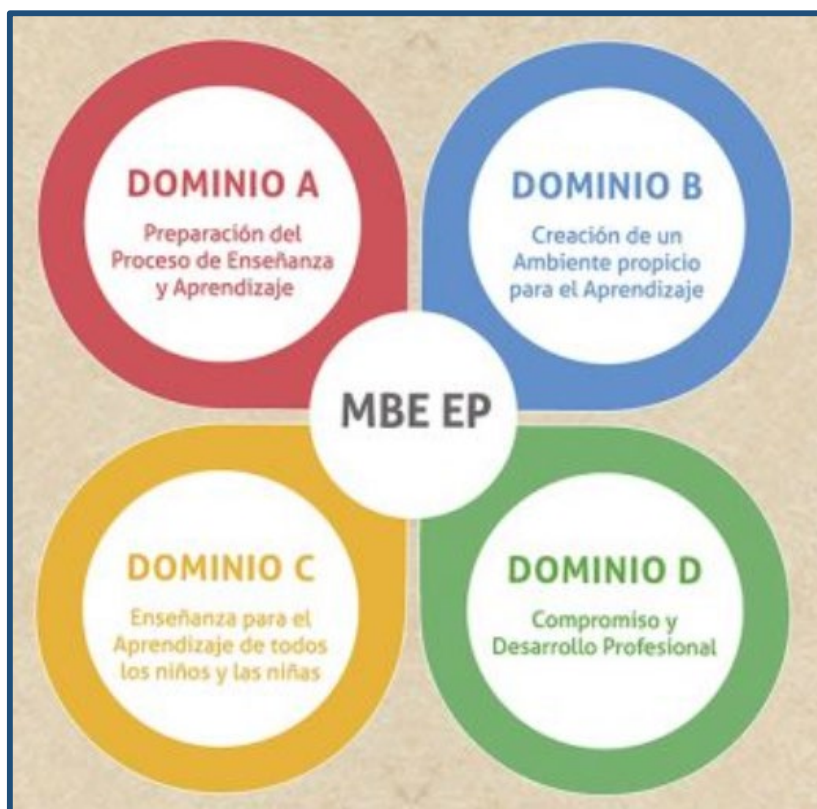 DOMINIO A
Preparación del
Proceso de Enseñanza
y Aprendizaje
DOMINIO B
Creación de un
Ambiente propicio
para el Aprendizaje
MBE EP
DOMINIO C
Enseñanza para el
Aprendizaje de todos
los niños y las niñas
DOMINIO D
Compromiso y
Desarrollo Profesional